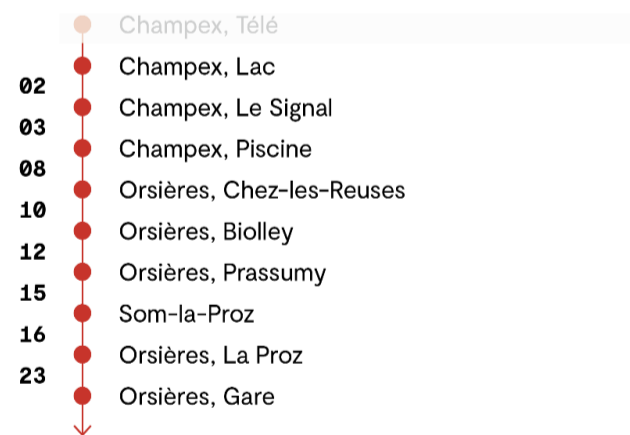 Champex, Télé
Champex, Lac
02
Champex, Le Signal
03
Champex, Piscine
08
Orsières, Chez-les-Reuses
10
Orsières, Biolley
12
Orsières, Prassumy
15
Som-la-Proz
16
Orsières, La Proz
23
Orsières, Gare